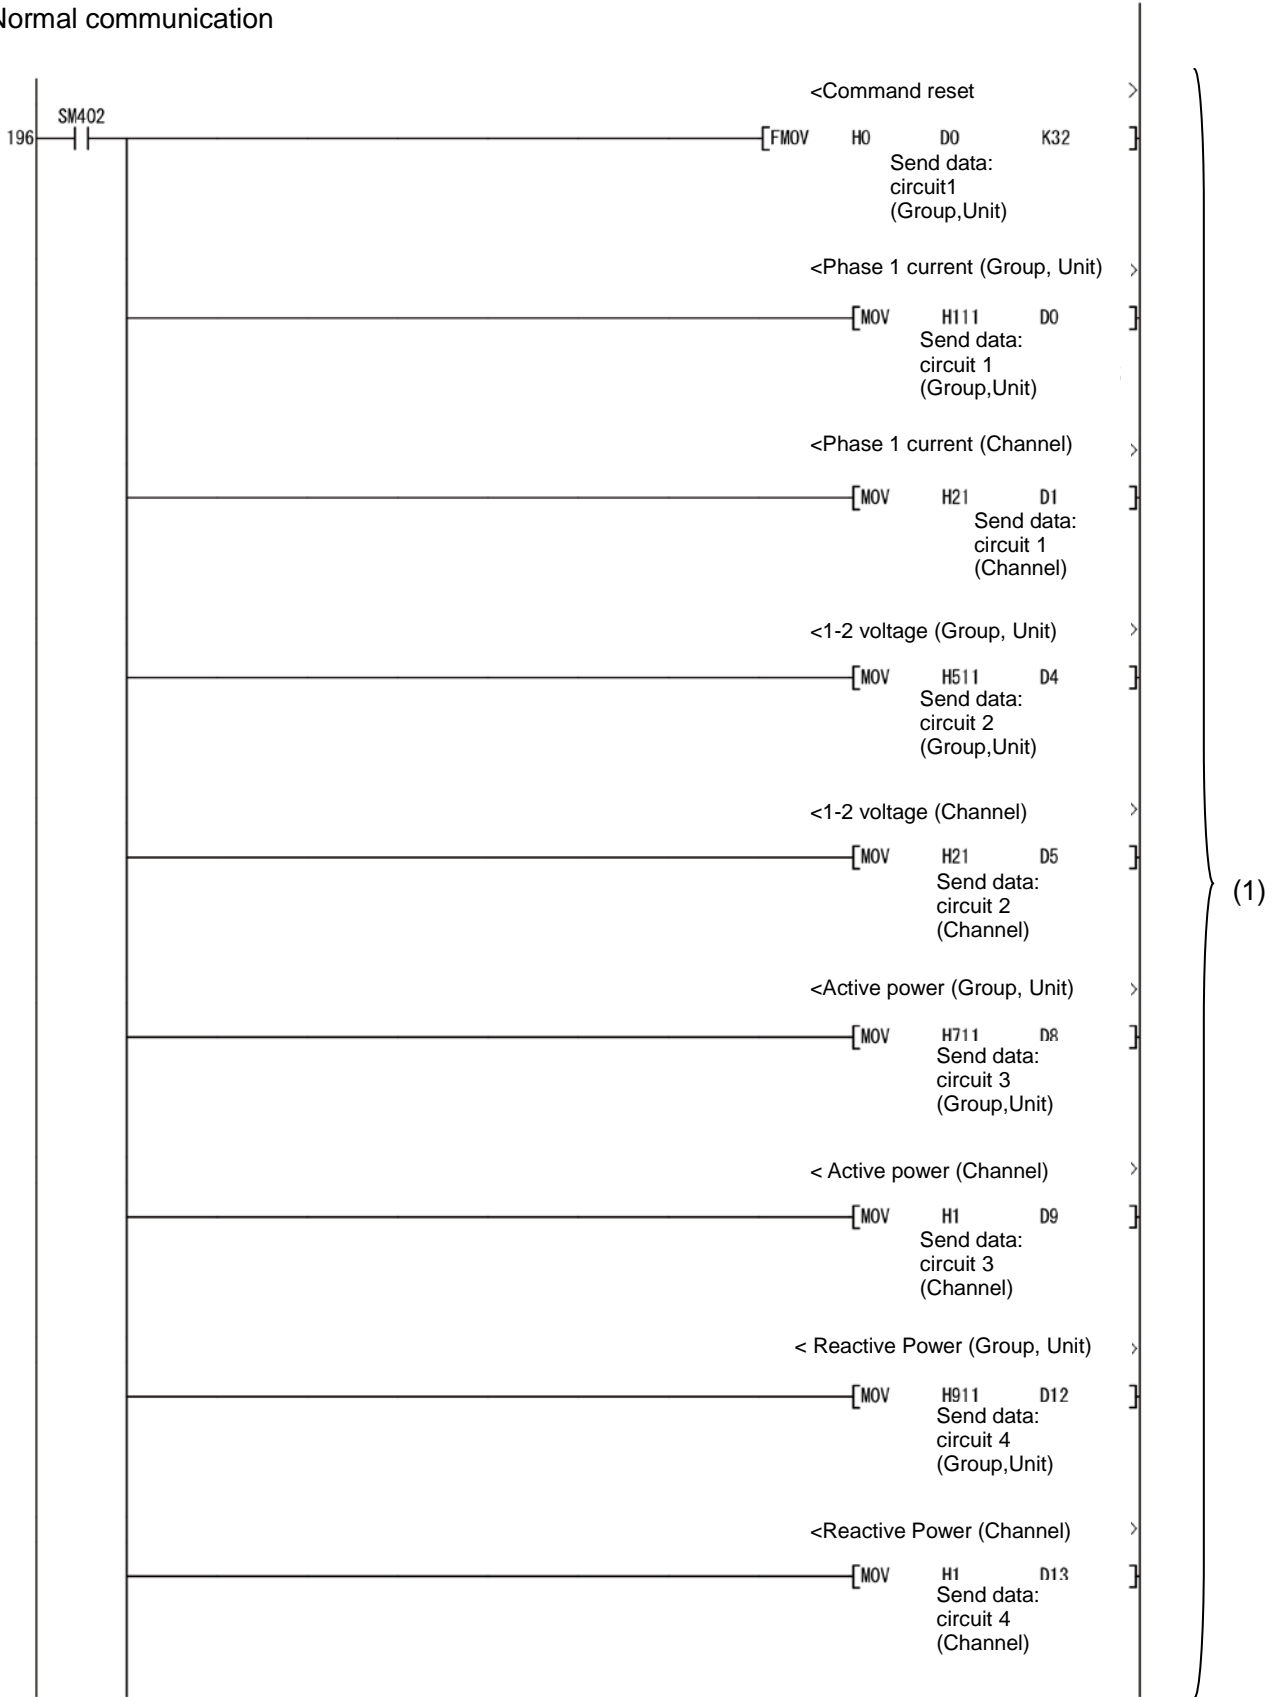 Normal communication
<Command reset >
SM402
196 [FMOV H0 D0 K32 ]
Send data:
circuit1
(Group,Unit)
<Phase 1 current (Group, Unit) >
[MOV H111 D0 ]
Send data:
circuit 1
(Group,Unit)
<Phase 1 current (Channel) >
[MOV H21 D1 ]
Send data:
circuit 1
(Channel)
<1-2 voltage (Group, Unit) >
[MOV H511 D4 ]
Send data:
circuit 2
(Group,Unit)
<1-2 voltage (Channel) >
[MOV H21 D5 ]
Send data:
circuit 2
(Channel)
(1)
<Active power (Group, Unit) >
[MOV H711 D8 ]
Send data:
circuit 3
(Group,Unit)
< Active power (Channel) >
[MOV H1 D9 ]
Send data:
circuit 3
(Channel)
< Reactive Power (Group, Unit) >
[MOV H911 D12 ]
Send data:
circuit 4
(Group,Unit)
<Reactive Power (Channel) >
[MOV H1 D13 ]
Send data:
circuit 4
(Channel)